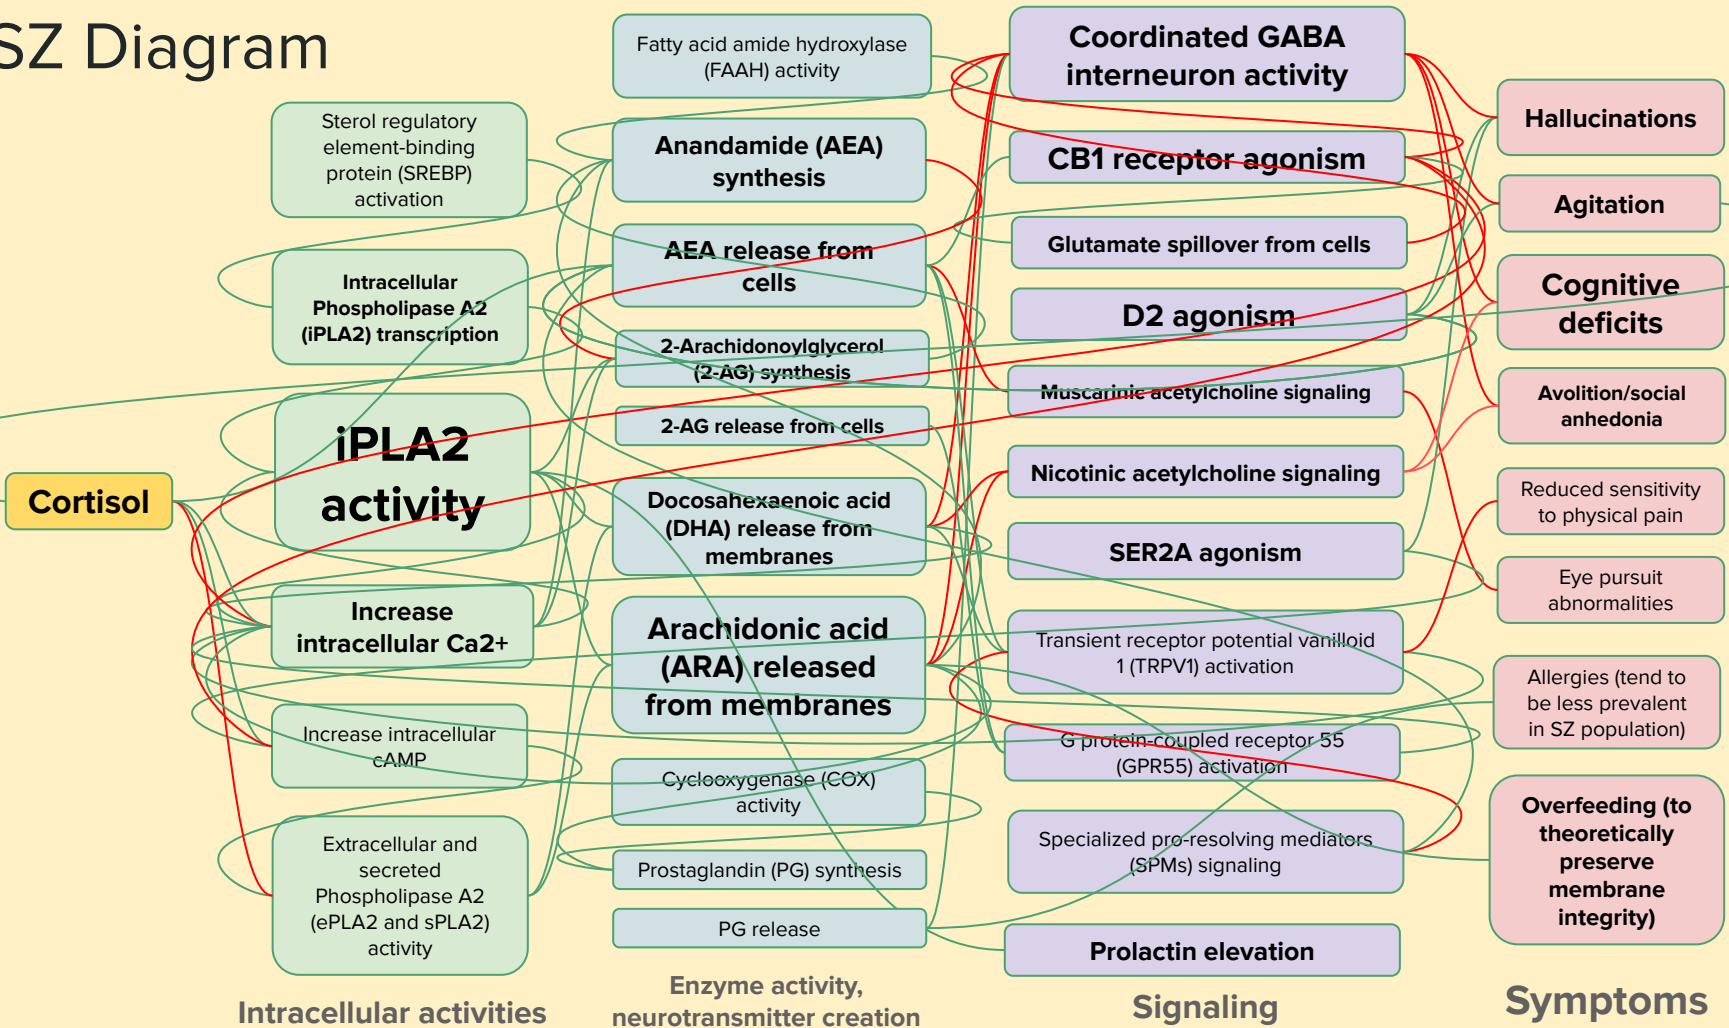 SZ Diagram
Cortisol
Sterol regulatory
element-binding
protein (SREBP)
activation
Intracellular
Phospholipase A2
(iPLA2) transcription
iPLA2
activity
Increase
intracellular Ca2+
Increase intracellular
cAMP
Extracellular and
secreted
Phospholipase A2
(ePLA2 and sPLA2)
activity
Intracellular activities
Fatty acid amide hydroxylase
(FAAH) activity
Anandamide (AEA)
synthesis
AEA release from
cells
2-Arachidonoylglycerol
(2-AG) synthesis
2-AG release from cells
Docosahexaenoic acid
(DHA) release from
membranes
Arachidonic acid
(ARA) released
from membranes
Cyclooxygenase (COX)
activity
Prostaglandin (PG) synthesis
PG release
Enzyme activity,
neurotransmitter creation
Coordinated GABA
interneuron activity
CB1 receptor agonism
Glutamate spillover from cells
D2 agonism
Muscarinic acetylcholine signaling
Nicotinic acetylcholine signaling
SER2A agonism
Transient receptor potential vanilloid
1 (TRPV1) activation
G protein-coupled receptor 55
(GPR55) activation
Specialized pro-resolving mediators
(SPMs) signaling
Prolactin elevation
Signaling
Hallucinations
Agitation
Cognitive
deficits
Avolition/social
anhedonia
Reduced sensitivity
to physical pain
Eye pursuit
abnormalities
Allergies (tend to
be less prevalent
in SZ population)
Overfeeding (to
theoretically
preserve
membrane
integrity)
Symptoms